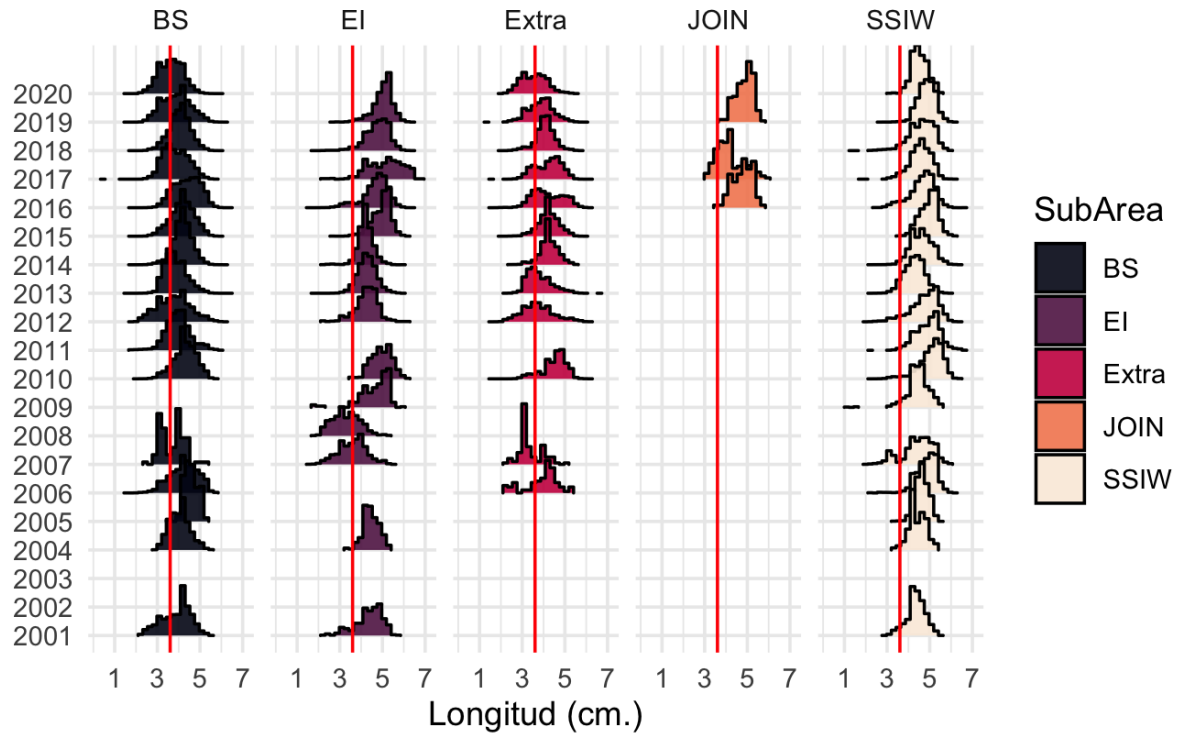 BS EI Extra JOIN SSIW
2020
2019
2018
2017
2016
2015
2014
2013
2012
2011
2010
2009
2008
2007
2006
2005
2004
2003
2002
2001
1 3 5 7 1 3 5 7 1 3 5 7 1 3 5 7 1 3 5 7
Longitud (cm.)
SubArea
BS
EI
Extra
JOIN
SSIW